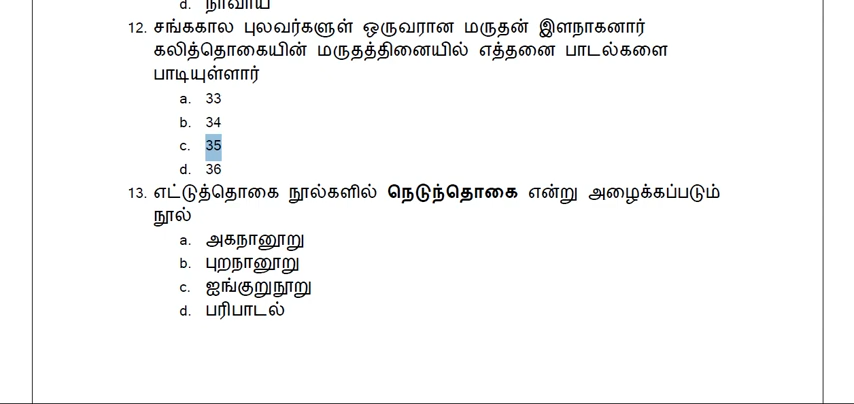 d. நாவாய்
12. சங்ககால புலவர்களுள் ஒருவரான மருதன் இளநாகனார்
கலித்தொகையின் மருதத்தினையில் எத்தனை பாடல்களை
பாடியுள்ளார்
a. 33
b. 34
c. 35
d. 36
13. எட்டுத்தொகை நூல்களில் நெடுந்தொகை என்று அழைக்கப்படும்
நூல்
a. அகநானூறு
b. புறநானூறு
c. ஐங்குறுநூறு
d. பரிபாடல்